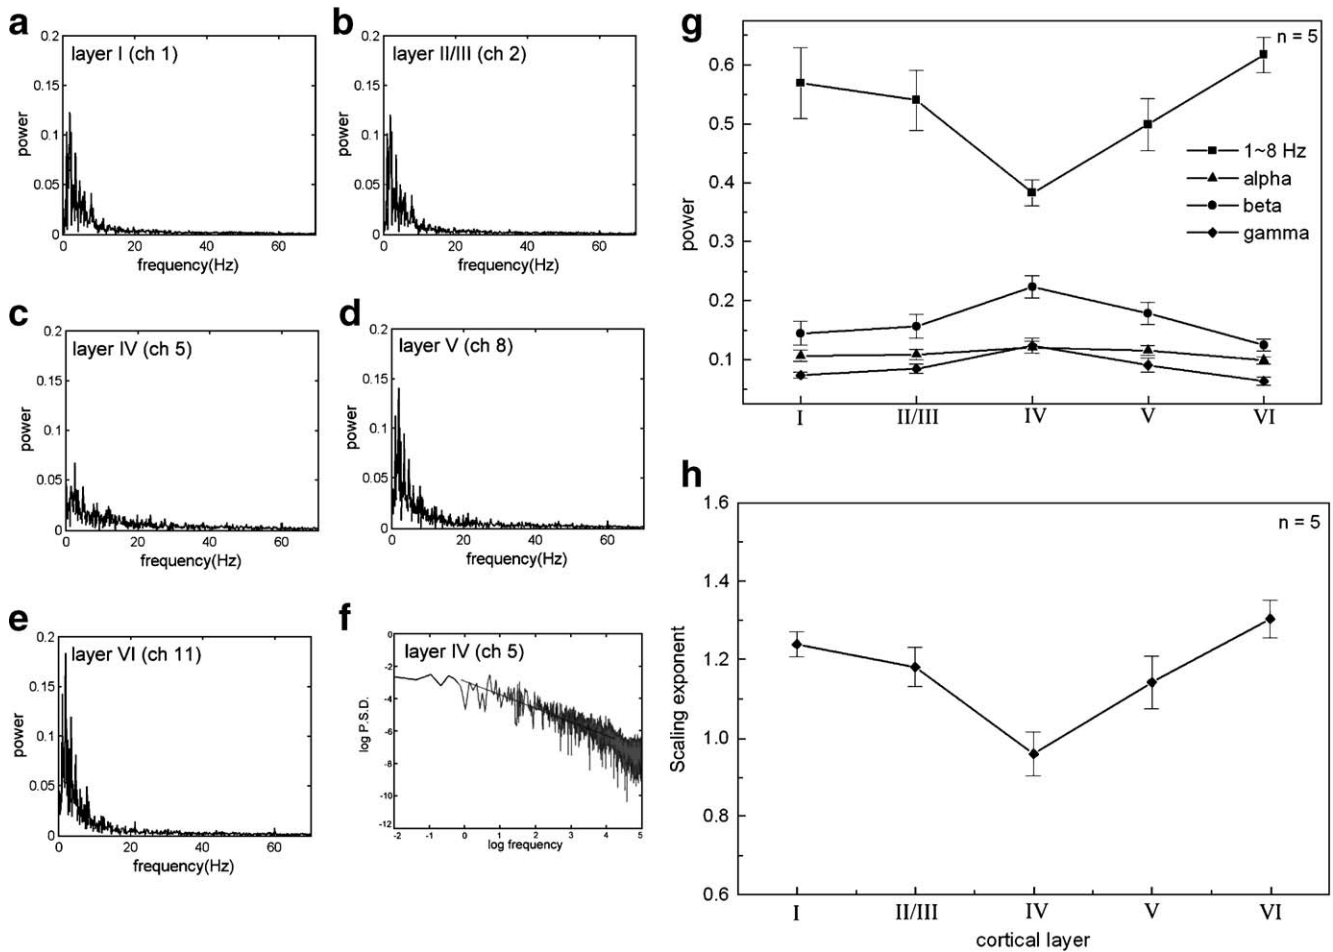 a
layer I (ch 1)
0.2
0.15
0.1
0.05
0
power
0 20 40 60
frequency(Hz)
b
layer II/III (ch 2)
0.2
0.15
0.1
0.05
0
power
0 20 40 60
frequency(Hz)
c
layer IV (ch 5)
0.2
0.15
0.1
0.05
0
power
0 20 40 60
frequency(Hz)
d
layer V (ch 8)
0.2
0.15
0.1
0.05
0
power
0 20 40 60
frequency(Hz)
e
layer VI (ch 11)
0.2
0.15
0.1
0.05
0
power
0 20 40 60
frequency(Hz)
f
layer IV (ch 5)
0
-2
-4
-6
-8
-10
-12
log P.S.D.
-2 -1 0 1 2 3 4 5
log frequency
g
n = 5
0.6
0.5
0.4
0.3
0.2
0.1
power
1~8 Hz
alpha
beta
gamma
I II/III IV V VI
h
n = 5
1.6
1.4
1.2
1.0
0.8
0.6
Scaling exponent
I II/III IV V VI
cortical layer